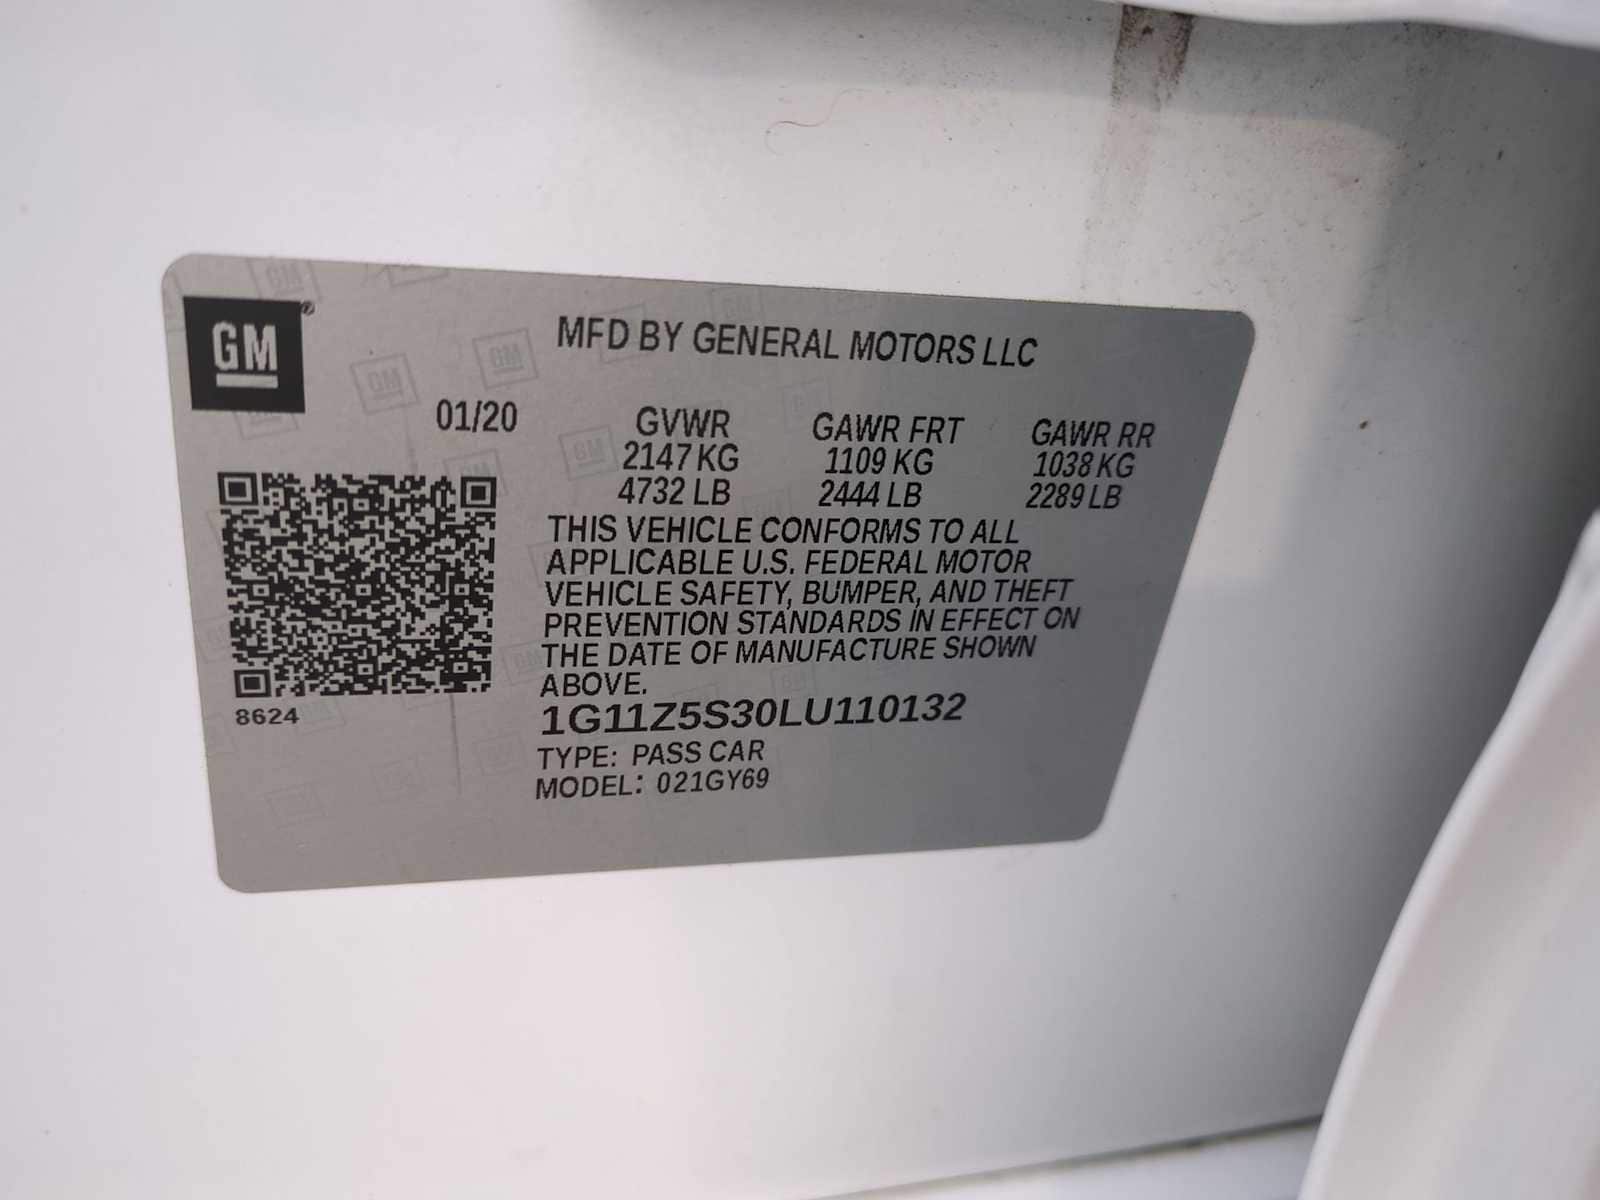 GM
MFD BY GENERAL MOTORS LLC
01/20
GVWR GAWR FRT GAWR RR
2147 KG 1109 KG 1038 KG
4732 LB 2444 LB 2289 LB
THIS VEHICLE CONFORMS TO ALL
APPLICABLE U.S. FEDERAL MOTOR
VEHICLE SAFETY, BUMPER, AND THEFT
PREVENTION STANDARDS IN EFFECT ON
THE DATE OF MANUFACTURE SHOWN
ABOVE.
8624
1G11Z5S30LU110132
TYPE: PASS CAR
MODEL: 021GY69